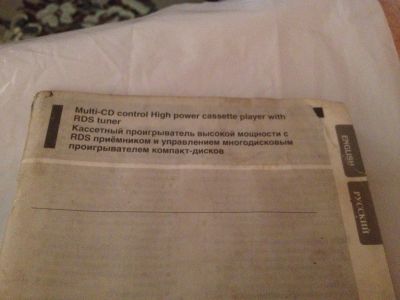 Multi-CD control High power cassette player with
RDS tuner
Кассетный проигрыватель высокой мощности с
RDS приёмником и управлением многодисковым
проигрывателем компакт-дисков
ENGLISH
РУССКИЙ